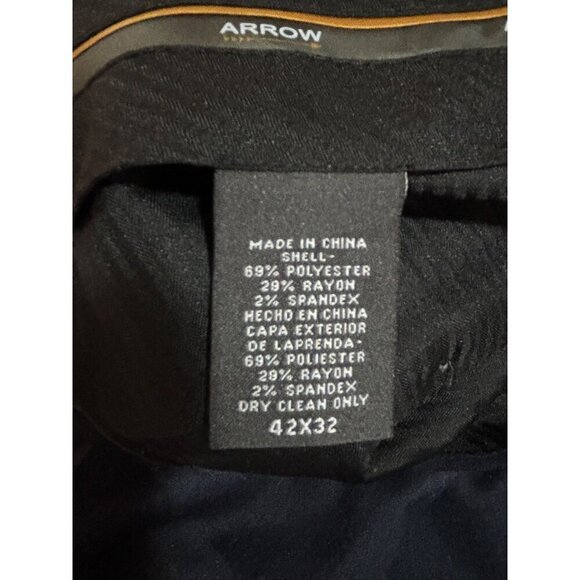 ARROW
MADE IN CHINA
SHELL-
69% POLYESTER
29% RAYON
2% SPANDEX
HECHO EN CHINA
CAPA EXTERIOR
DE LAPRENDA-
69% POLIESTER
29% RAYON
2% SPANDEX
DRY CLEAN ONLY
42X32